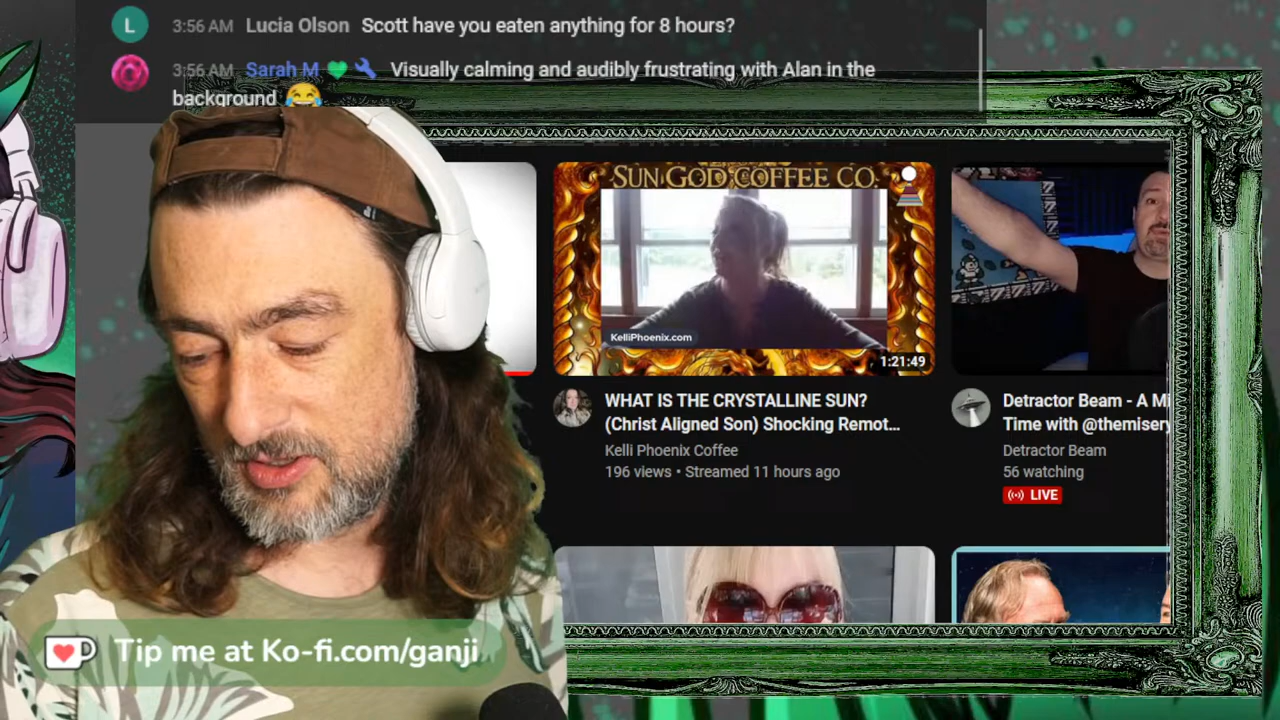 L 3:56 AM Lucia Olson Scott have you eaten anything for 8 hours?
3:56 AM Sarah M 💚 🔧 Visually calming and audibly frustrating with Alan in the
background 😂
SUN GOD COFFEE CO.
KelliPhoenix.com
1:21:49
WHAT IS THE CRYSTALLINE SUN?
(Christ Aligned Son) Shocking Remot...
Kelli Phoenix Coffee
196 views • Streamed 11 hours ago
Detractor Beam - A Mi
Time with @themisery
Detractor Beam
56 watching
LIVE
Tip me at Ko-fi.com/ganji